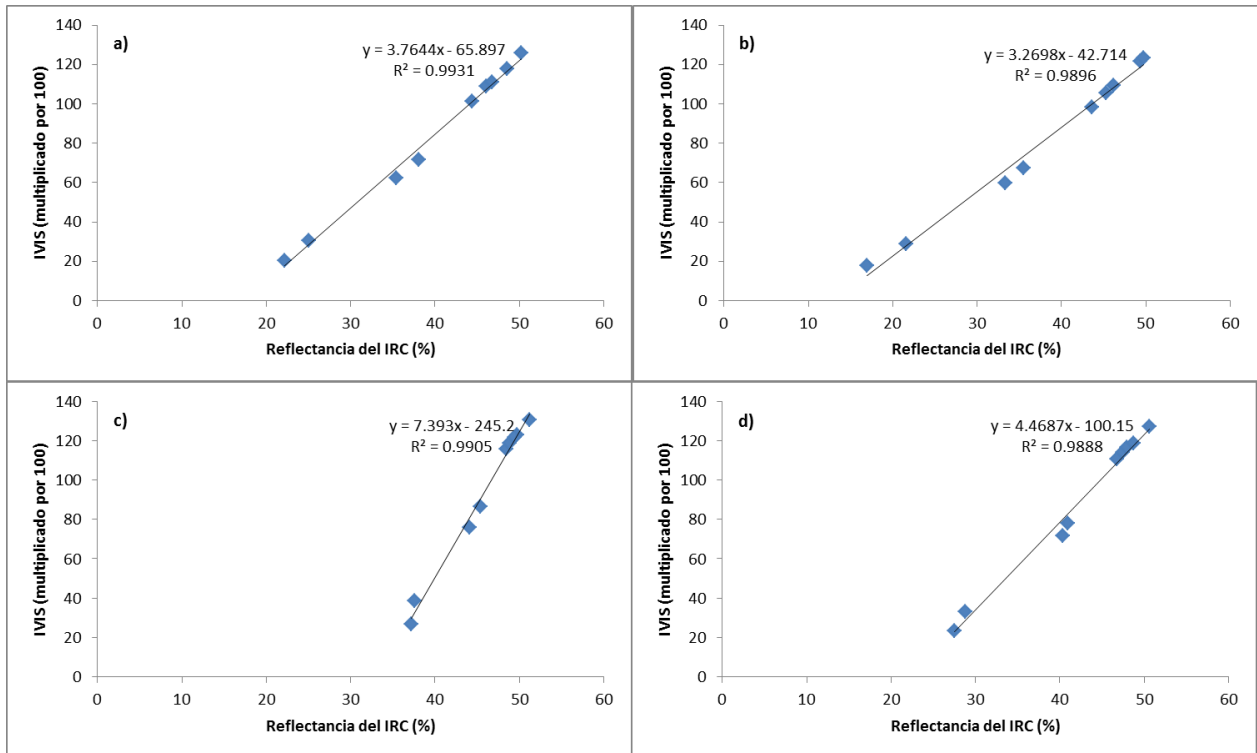 a)
y = 3.7644x - 65.897
R² = 0.9931
IVIS (multiplicado por 100)
140
120
100
80
60
40
20
0
0 10 20 30 40 50 60
Reflectancia del IRC (%)
b)
y = 3.2698x - 42.714
R² = 0.9896
IVIS (multiplicado por 100)
140
120
100
80
60
40
20
0
0 10 20 30 40 50 60
Reflectancia del IRC (%)
c)
y = 7.393x - 245.2
R² = 0.9905
IVIS (multiplicado por 100)
140
120
100
80
60
40
20
0
0 10 20 30 40 50 60
Reflectancia del IRC (%)
d)
y = 4.4687x - 100.15
R² = 0.9888
IVIS (multiplicado por 100)
140
120
100
80
60
40
20
0
0 10 20 30 40 50 60
Reflectancia del IRC (%)